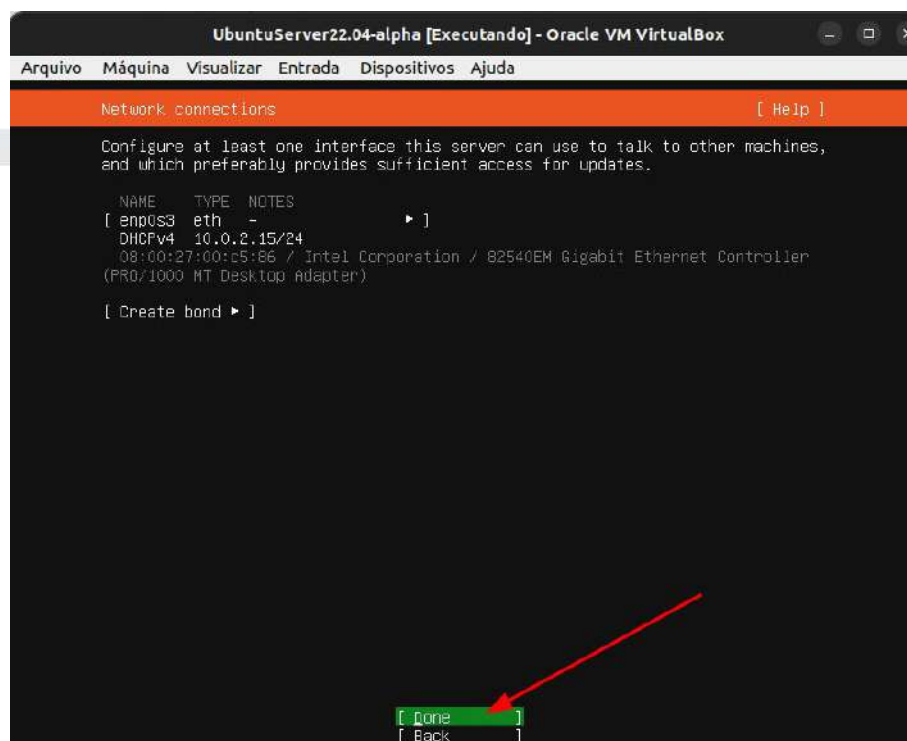 UbuntuServer22.04-alpha [Executando] - Oracle VM VirtualBox
Arquivo Máquina Visualizar Entrada Dispositivos Ajuda
Network connections [ Help ]
Configure at least one interface this server can use to talk to other machines,
and which preferably provides sufficient access for updates.
NAME TYPE NOTES
[ enp0s3 eth - ▸ ]
DHCPv4 10.0.2.15/24
08:00:27:00:c5:86 / Intel Corporation / 82540EM Gigabit Ethernet Controller
(PRO/1000 MT Desktop Adapter)
[ Create bond ▸ ]
[ Done ]
[ Back ]